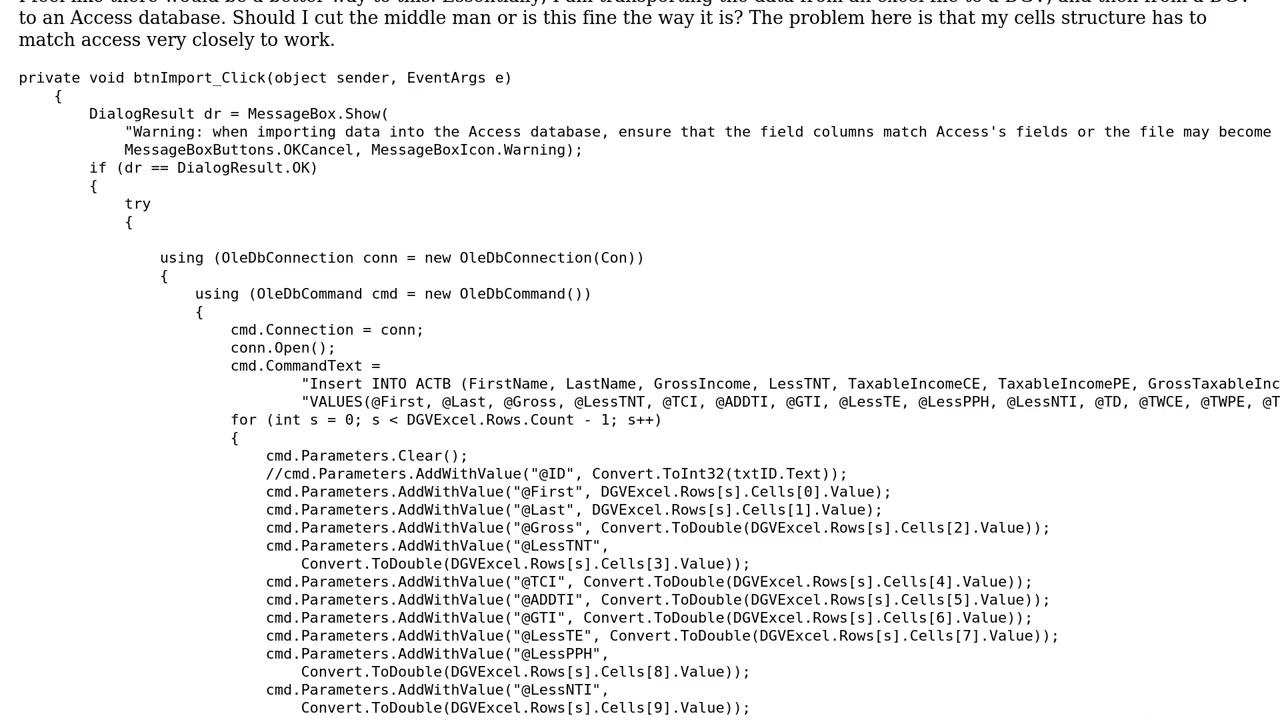 to an Access database. Should I cut the middle man or is this fine the way it is? The problem here is that my cells structure has to
match access very closely to work.
private void btnImport_Click(object sender, EventArgs e)
{
DialogResult dr = MessageBox.Show(
"Warning: when importing data into the Access database, ensure that the field columns match Access's fields or the file may become
MessageBoxButtons.OKCancel, MessageBoxIcon.Warning);
if (dr == DialogResult.OK)
{
try
{
using (OleDbConnection conn = new OleDbConnection(Con))
{
using (OleDbCommand cmd = new OleDbCommand())
{
cmd.Connection = conn;
conn.Open();
cmd.CommandText =
"Insert INTO ACTB (FirstName, LastName, GrossIncome, LessTNT, TaxableIncomeCE, TaxableIncomePE, GrossTaxableInc
"VALUES(@First, @Last, @Gross, @LessTNT, @TCI, @ADDTI, @GTI, @LessTE, @LessPPH, @LessNTI, @TD, @TWCE, @TWPE, @T
for (int s = 0; s < DGVExcel.Rows.Count - 1; s++)
{
cmd.Parameters.Clear();
//cmd.Parameters.AddWithValue("@ID", Convert.ToInt32(txtID.Text));
cmd.Parameters.AddWithValue("@First", DGVExcel.Rows[s].Cells[0].Value);
cmd.Parameters.AddWithValue("@Last", DGVExcel.Rows[s].Cells[1].Value);
cmd.Parameters.AddWithValue("@Gross", Convert.ToDouble(DGVExcel.Rows[s].Cells[2].Value));
cmd.Parameters.AddWithValue("@LessTNT",
Convert.ToDouble(DGVExcel.Rows[s].Cells[3].Value));
cmd.Parameters.AddWithValue("@TCI", Convert.ToDouble(DGVExcel.Rows[s].Cells[4].Value));
cmd.Parameters.AddWithValue("@ADDTI", Convert.ToDouble(DGVExcel.Rows[s].Cells[5].Value));
cmd.Parameters.AddWithValue("@GTI", Convert.ToDouble(DGVExcel.Rows[s].Cells[6].Value));
cmd.Parameters.AddWithValue("@LessTE", Convert.ToDouble(DGVExcel.Rows[s].Cells[7].Value));
cmd.Parameters.AddWithValue("@LessPPH",
Convert.ToDouble(DGVExcel.Rows[s].Cells[8].Value));
cmd.Parameters.AddWithValue("@LessNTI",
Convert.ToDouble(DGVExcel.Rows[s].Cells[9].Value));